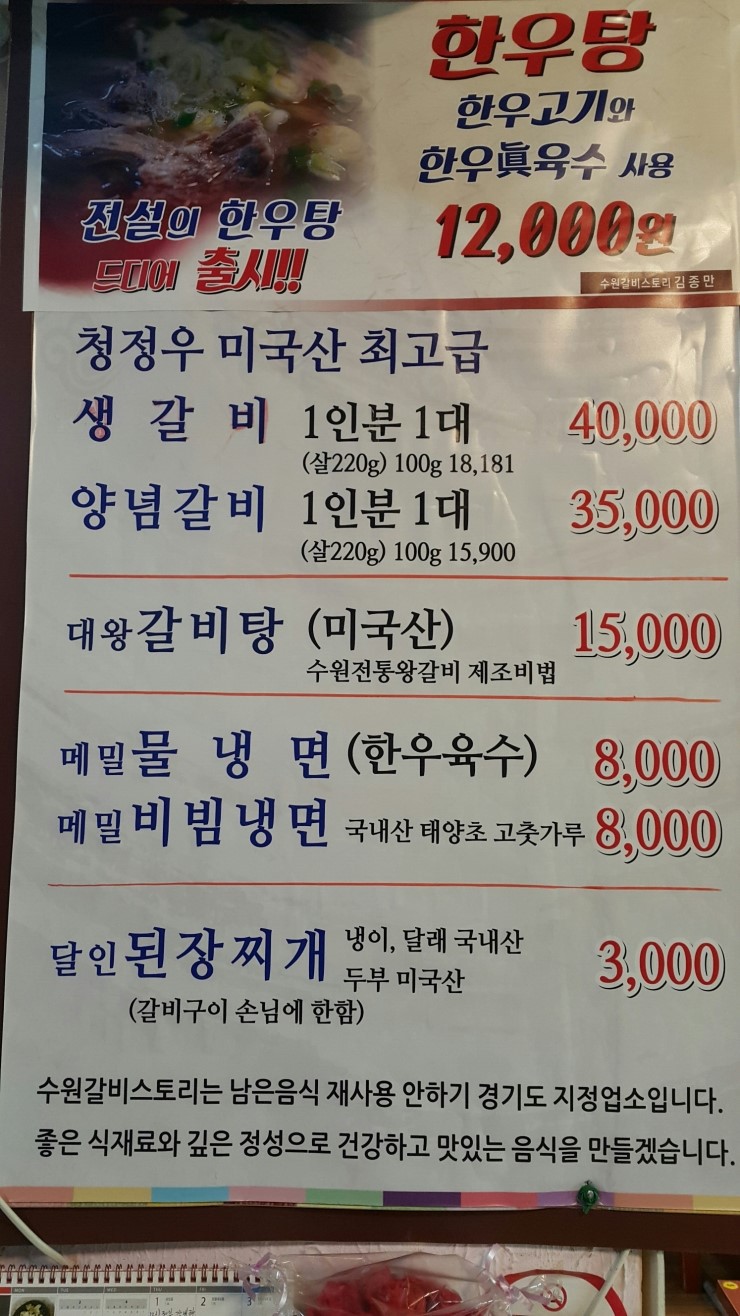 한우탕
한우고기와
한우眞육수 사용
12,000원
전설의 한우탕
드디어 출시!!
수원갈비스토리 김종만
청정우 미국산 최고급
생 갈 비 1인분 1대 40,000
(살220g) 100g 18,181
양념갈비 1인분 1대 35,000
(살220g) 100g 15,900
대왕갈비탕 (미국산) 15,000
수원전통왕갈비 제조비법
메밀물 냉 면 (한우육수) 8,000
메밀비빔냉면 국내산 태양초 고춧가루 8,000
달인된장찌개 냉이, 달래 국내산 3,000
두부 미국산
(갈비구이 손님에 한함)
수원갈비스토리는 남은음식 재사용 안하기 경기도 지정업소입니다.
좋은 식재료와 깊은 정성으로 건강하고 맛있는 음식을 만들겠습니다.
MON TUE WED THU FRI
1 2 3